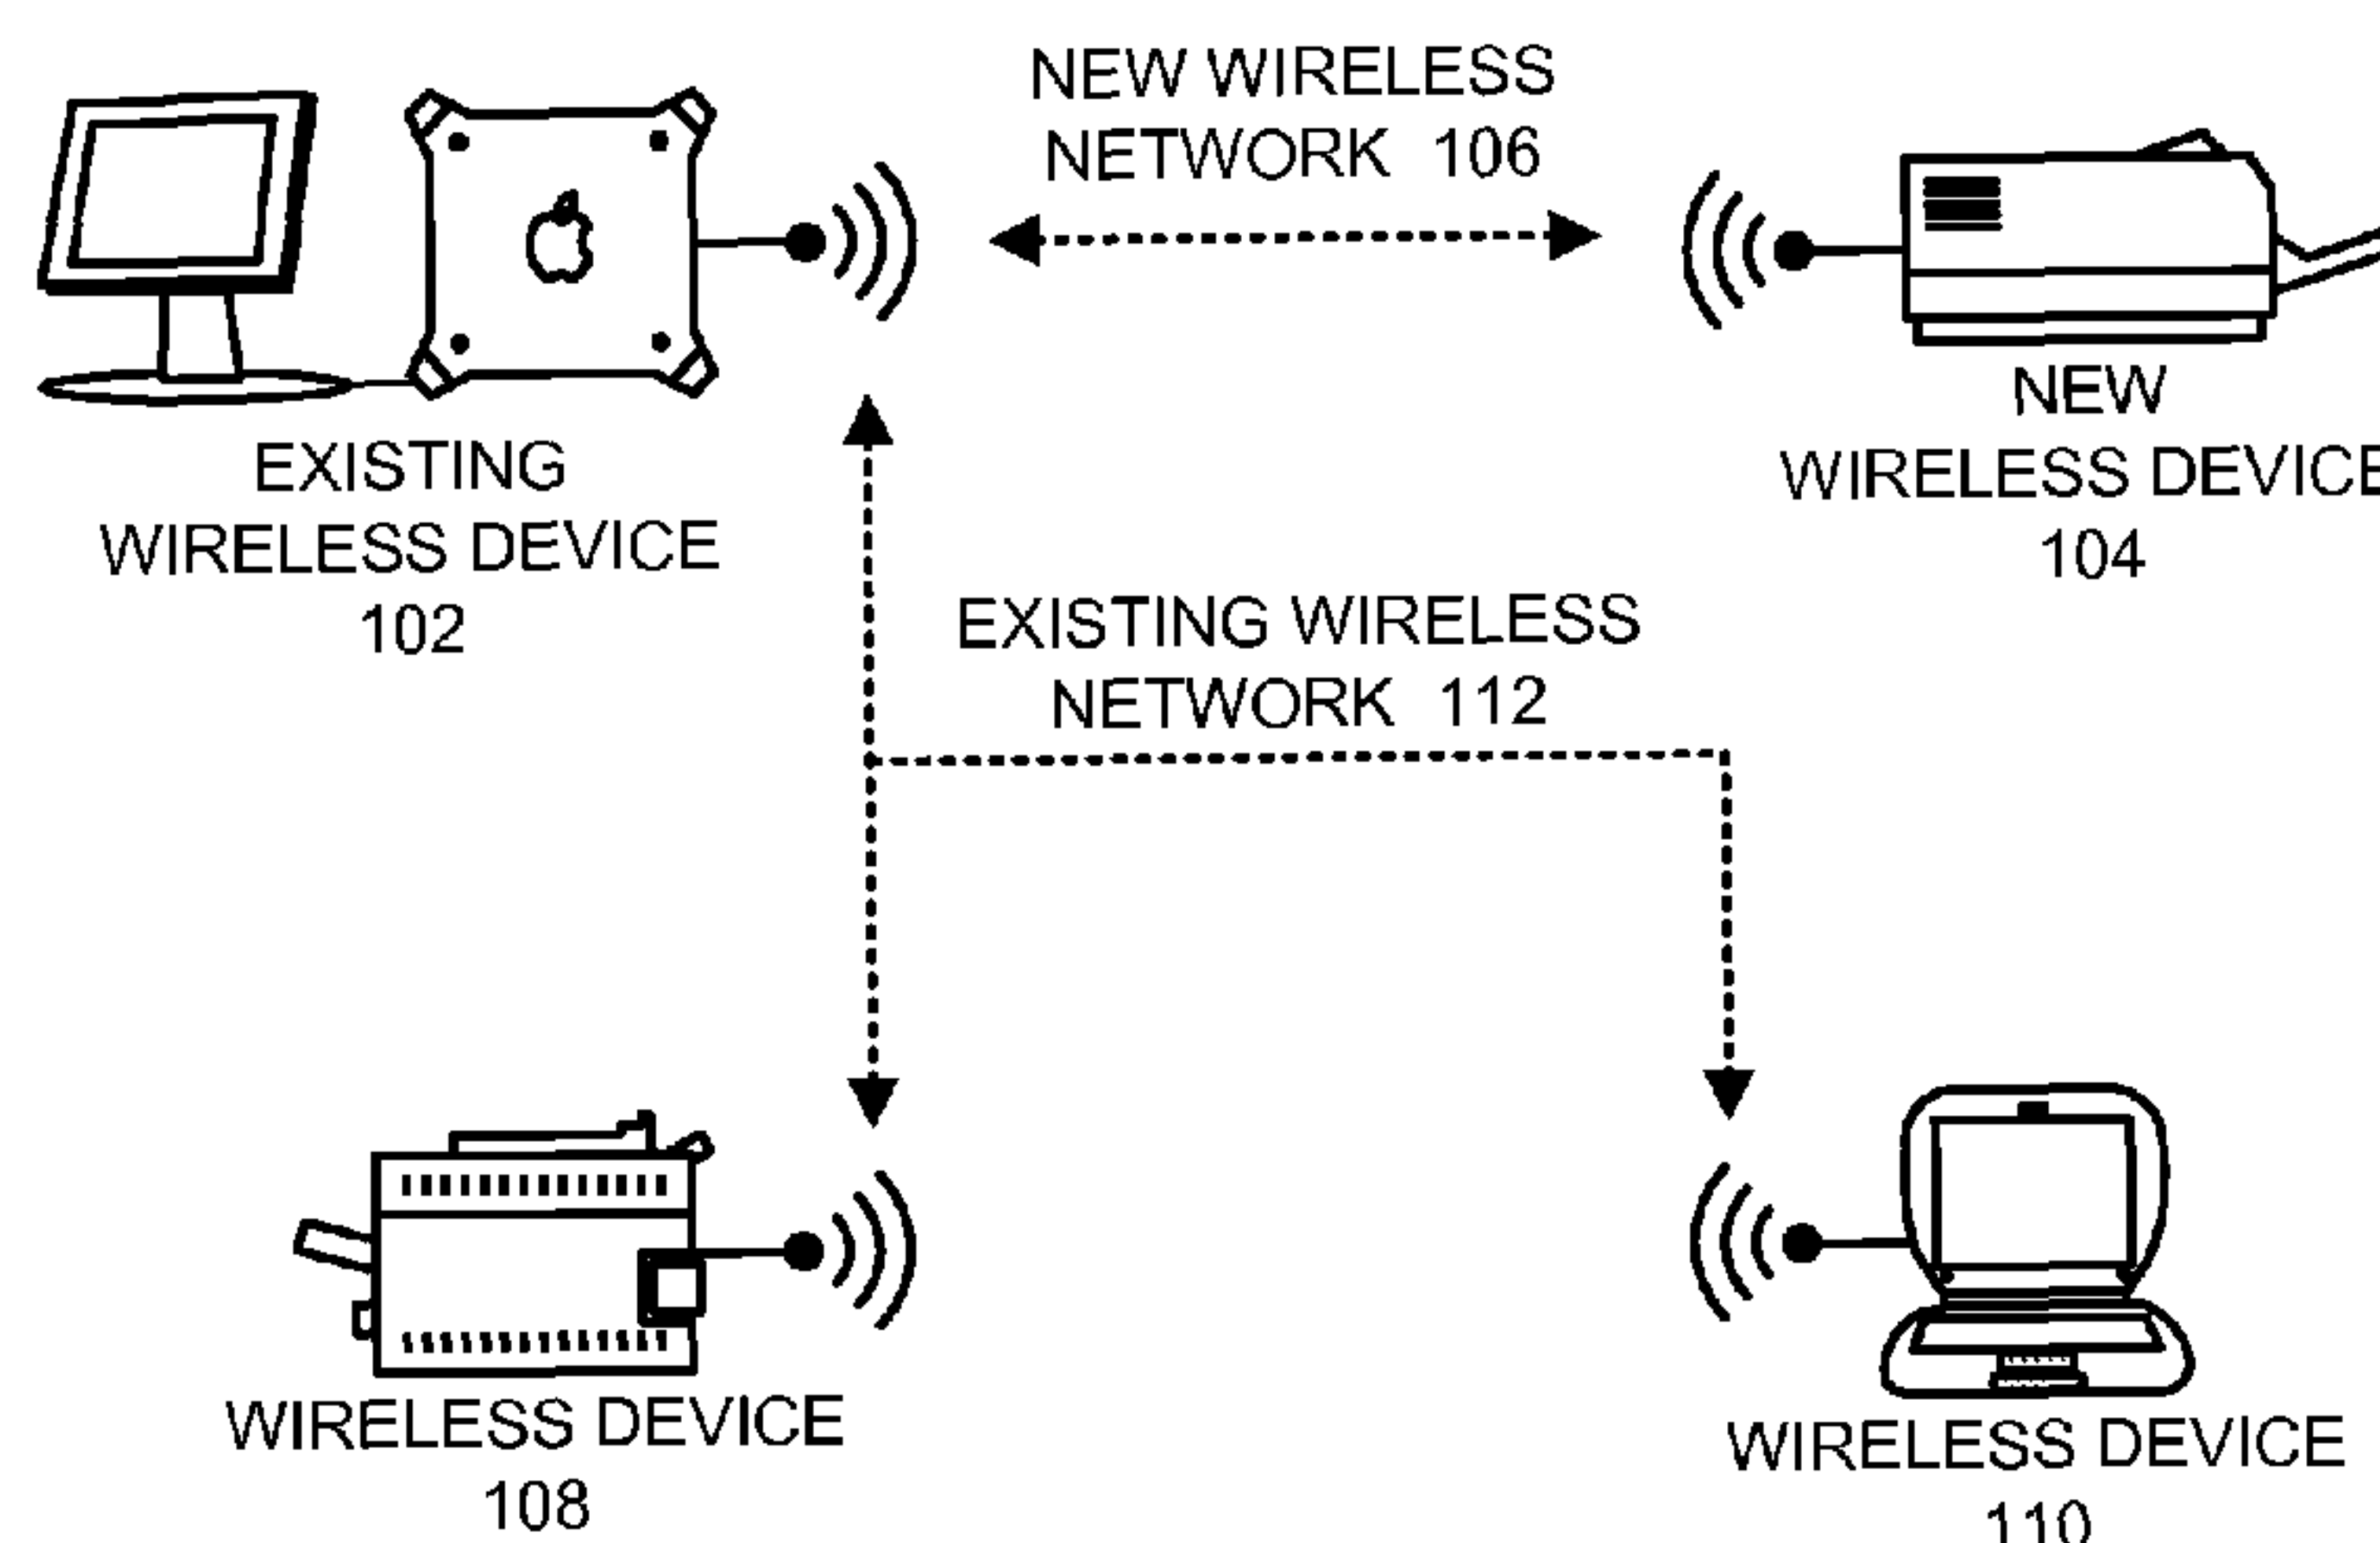 NEW WIRELESS
NETWORK 106
EXISTING
WIRELESS DEVICE
102
NEW
WIRELESS DEVICE
104
EXISTING WIRELESS
NETWORK 112
WIRELESS DEVICE
108
WIRELESS DEVICE
110